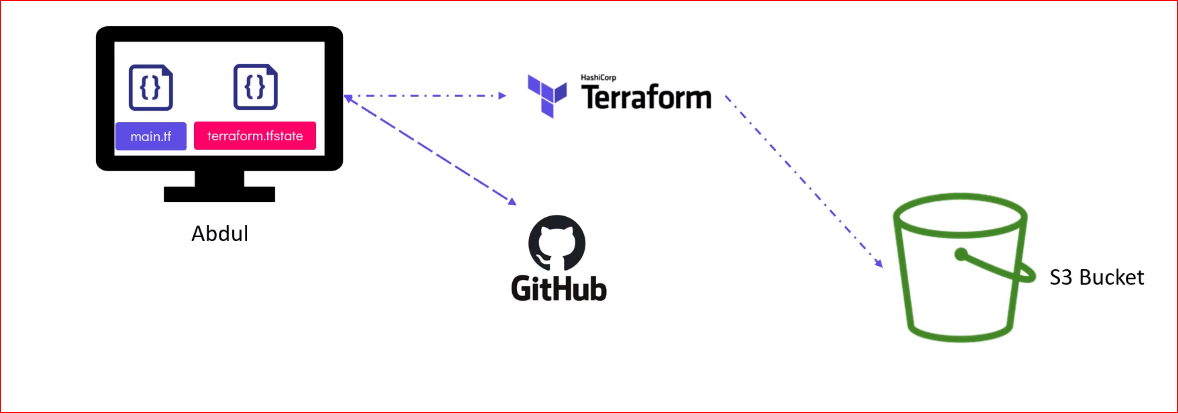 main.tf
terraform.tfstate
Abdul
HashiCorp
Terraform
GitHub
S3 Bucket